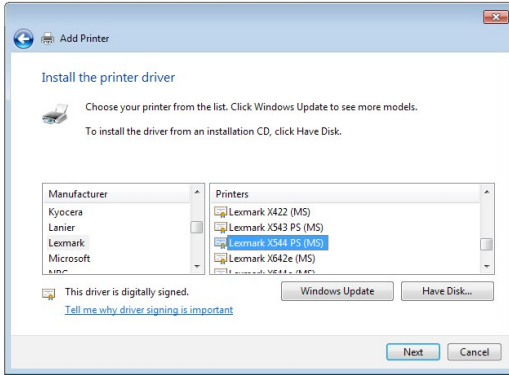 Add Printer
Install the printer driver
Choose your printer from the list. Click Windows Update to see more models.
To install the driver from an installation CD, click Have Disk.
Manufacturer
Kyocera
Lanier
Lexmark
Microsoft
Printers
Lexmark X422 (MS)
Lexmark X543 PS (MS)
Lexmark X544 PS (MS)
Lexmark X642e (MS)
This driver is digitally signed.
Tell me why driver signing is important
Windows Update
Have Disk...
Next
Cancel